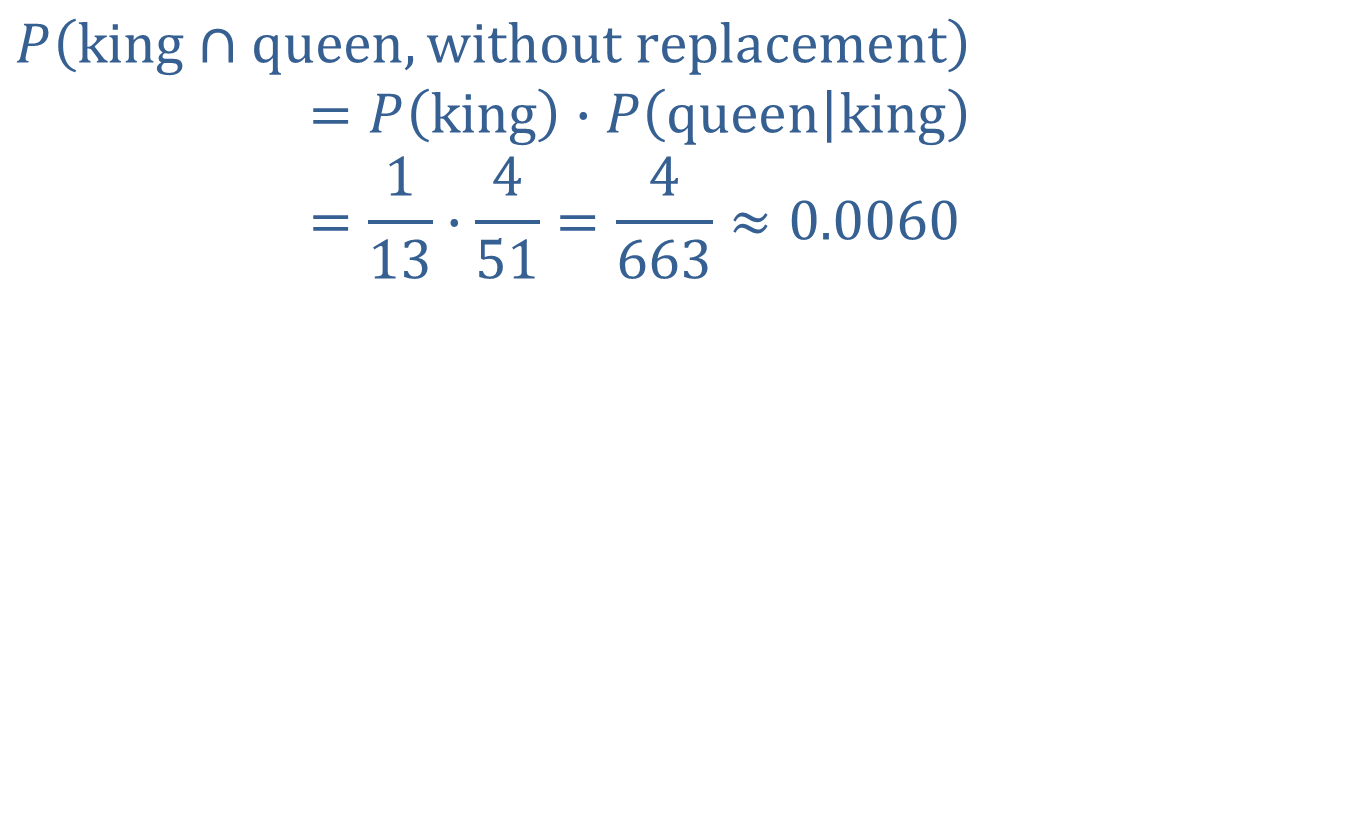 P(king ∩ queen, without replacement)
= P(king) · P(queen|king)
= 1/13 · 4/51 = 4/663 ≈ 0.0060